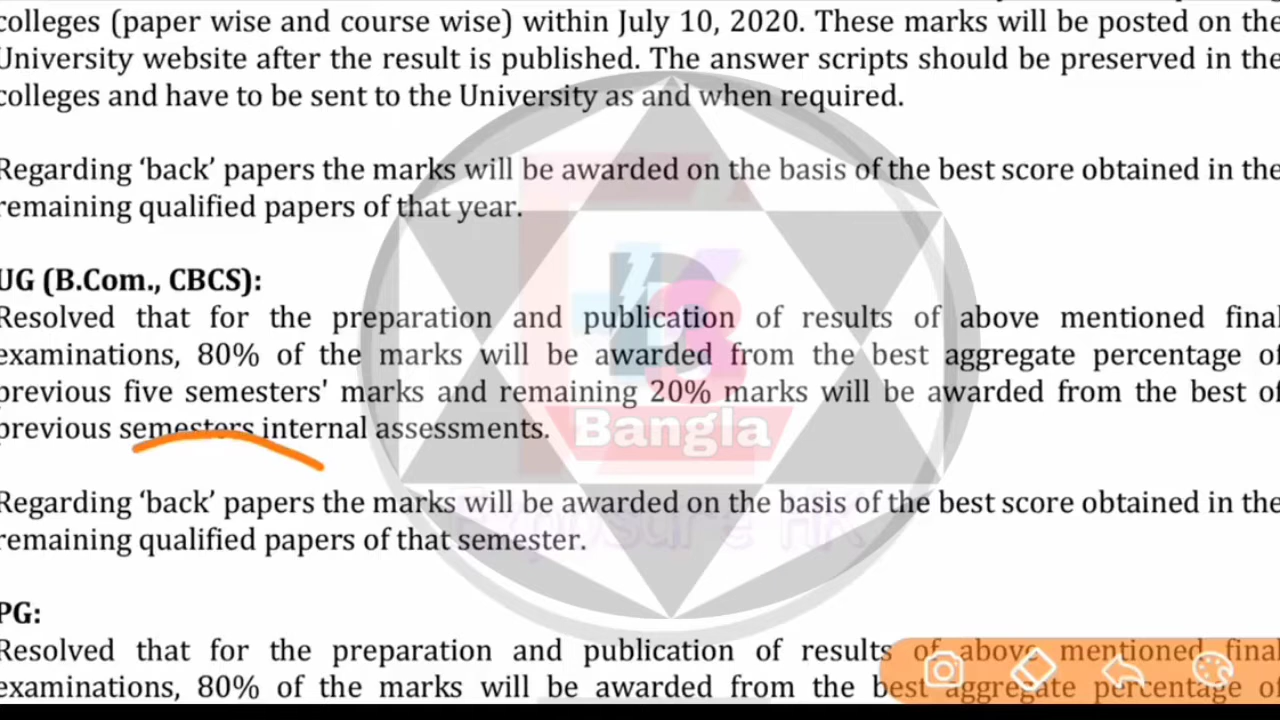 colleges (paper wise and course wise) within July 10, 2020. These marks will be posted on the
University website after the result is published. The answer scripts should be preserved in the
colleges and have to be sent to the University as and when required.
Regarding ‘back’ papers the marks will be awarded on the basis of the best score obtained in the
remaining qualified papers of that year.
UG (B.Com., CBCS):
Resolved that for the preparation and publication of results of above mentioned final
examinations, 80% of the marks will be awarded from the best aggregate percentage of
previous five semesters' marks and remaining 20% marks will be awarded from the best of
previous semesters internal assessments.
Bangla
Regarding ‘back’ papers the marks will be awarded on the basis of the best score obtained in the
remaining qualified papers of that semester.
PG:
Resolved that for the preparation and publication of results of above mentioned final
examinations, 80% of the marks will be awarded from the best aggregate percentage of